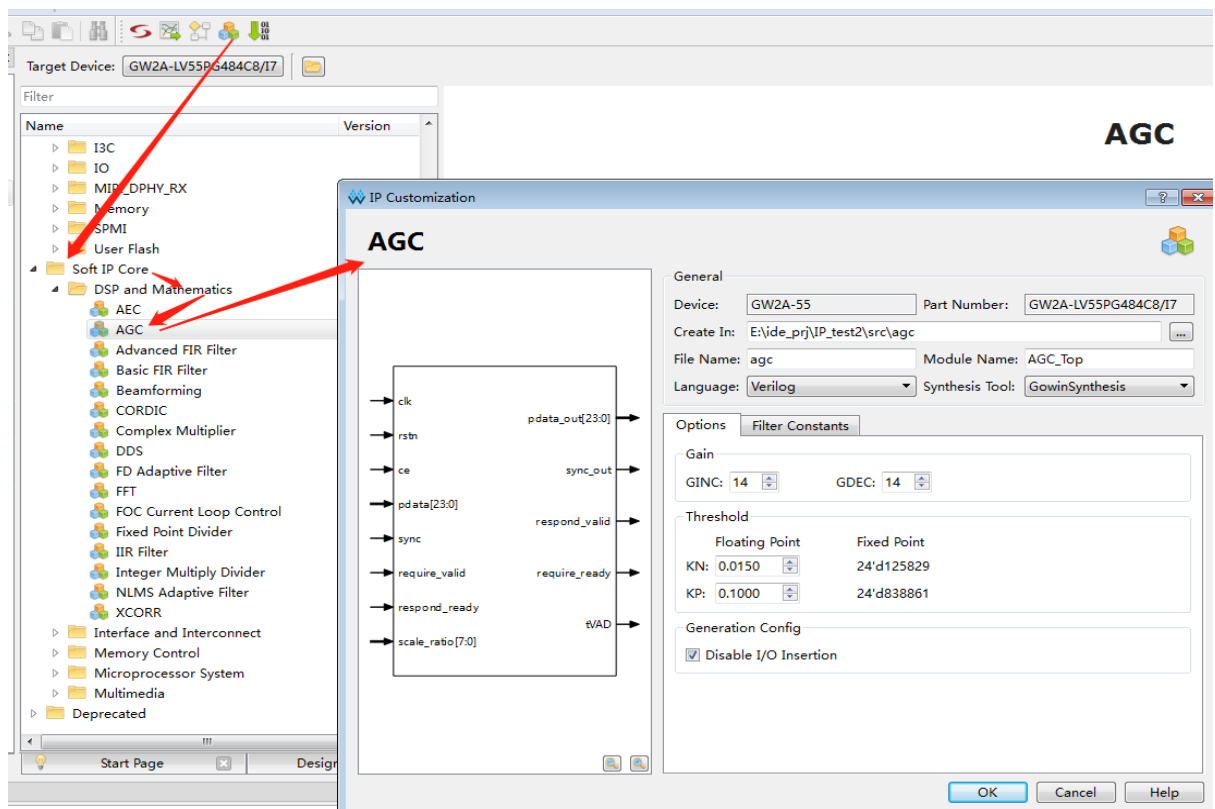 01
10
01
Target Device: GW2A-LV55PG484C8/I7
Filter
Name Version
I3C
IO
MIPI_DPHY_RX
Memory
SPMI
User Flash
Soft IP Core
DSP and Mathematics
AEC
AGC
Advanced FIR Filter
Basic FIR Filter
Beamforming
CORDIC
Complex Multiplier
DDS
FD Adaptive Filter
FFT
FOC Current Loop Control
Fixed Point Divider
IIR Filter
Integer Multiply Divider
NLMS Adaptive Filter
XCORR
Interface and Interconnect
Memory Control
Microprocessor System
Multimedia
Deprecated
Start Page
Design
AGC
IP Customization
AGC
clk
rstn
ce
pdata[23:0]
sync
require_valid
respond_ready
scale_ratio[7:0]
pdata_out[23:0]
sync_out
respond_valid
require_ready
tVAD
General
Device: GW2A-55 Part Number: GW2A-LV55PG484C8/I7
Create In: E:\ide_prj\IP_test2\src\agc ...
File Name: agc Module Name: AGC_Top
Language: Verilog Synthesis Tool: GowinSynthesis
Options Filter Constants
Gain
GINC: 14 GDEC: 14
Threshold
Floating Point Fixed Point
KN: 0.0150 24'd125829
KP: 0.1000 24'd838861
Generation Config
Disable I/O Insertion
OK Cancel Help